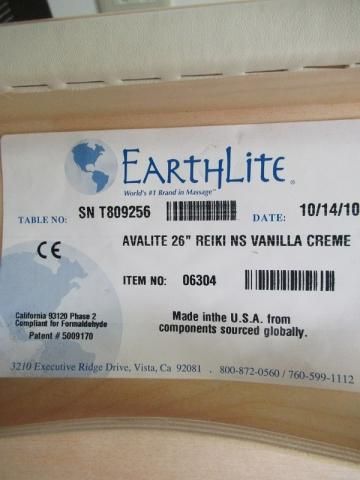 EARTHLITE®
World's #1 Brand in Massage™
TABLE NO: SN T809256 DATE: 10/14/10
CE AVALITE 26" REIKI NS VANILLA CREME
ITEM NO: 06304
California 93120 Phase 2
Compliant for Formaldehyde
Patent # 5009170
Made inthe U.S.A. from
components sourced globally.
3210 Executive Ridge Drive, Vista, Ca 92081 . 800-872-0560 / 760-599-1112